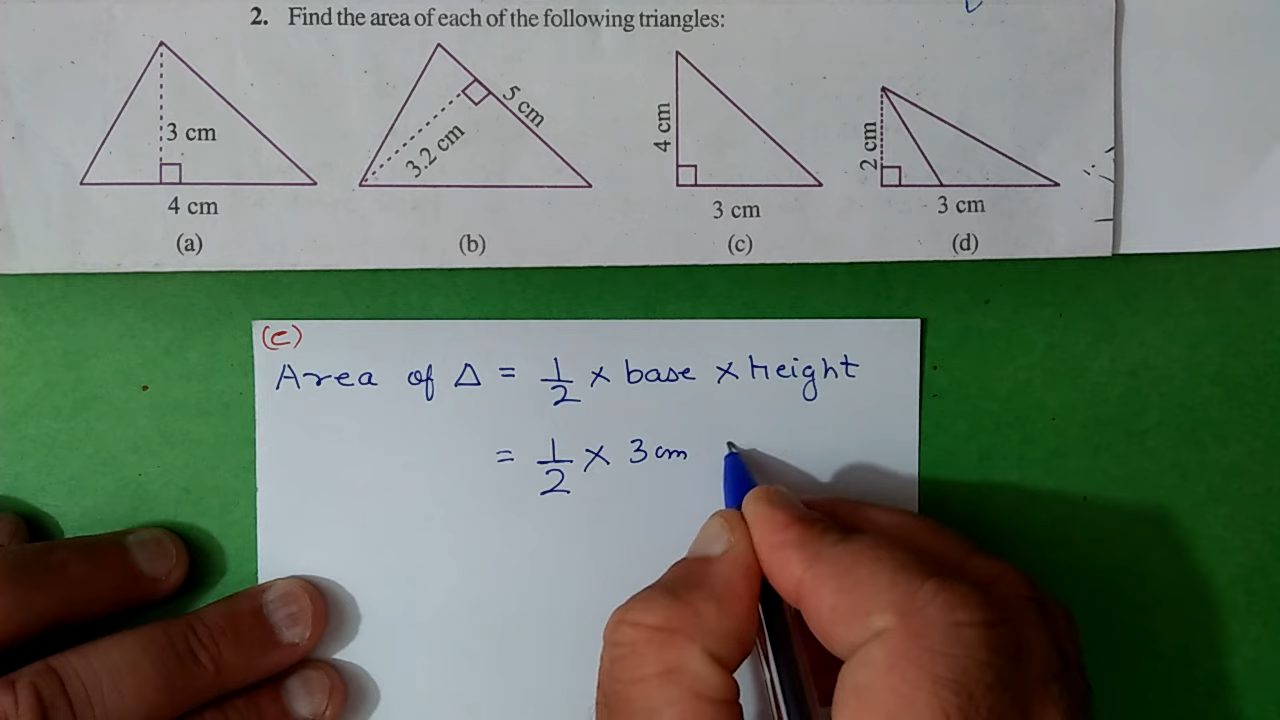 2. Find the area of each of the following triangles:
3 cm
4 cm
(a)
5 cm
3.2 cm
(b)
4 cm
3 cm
(c)
2 cm
3 cm
(d)
(c)
Area of Δ = 1/2 × base × height
= 1/2 × 3 cm